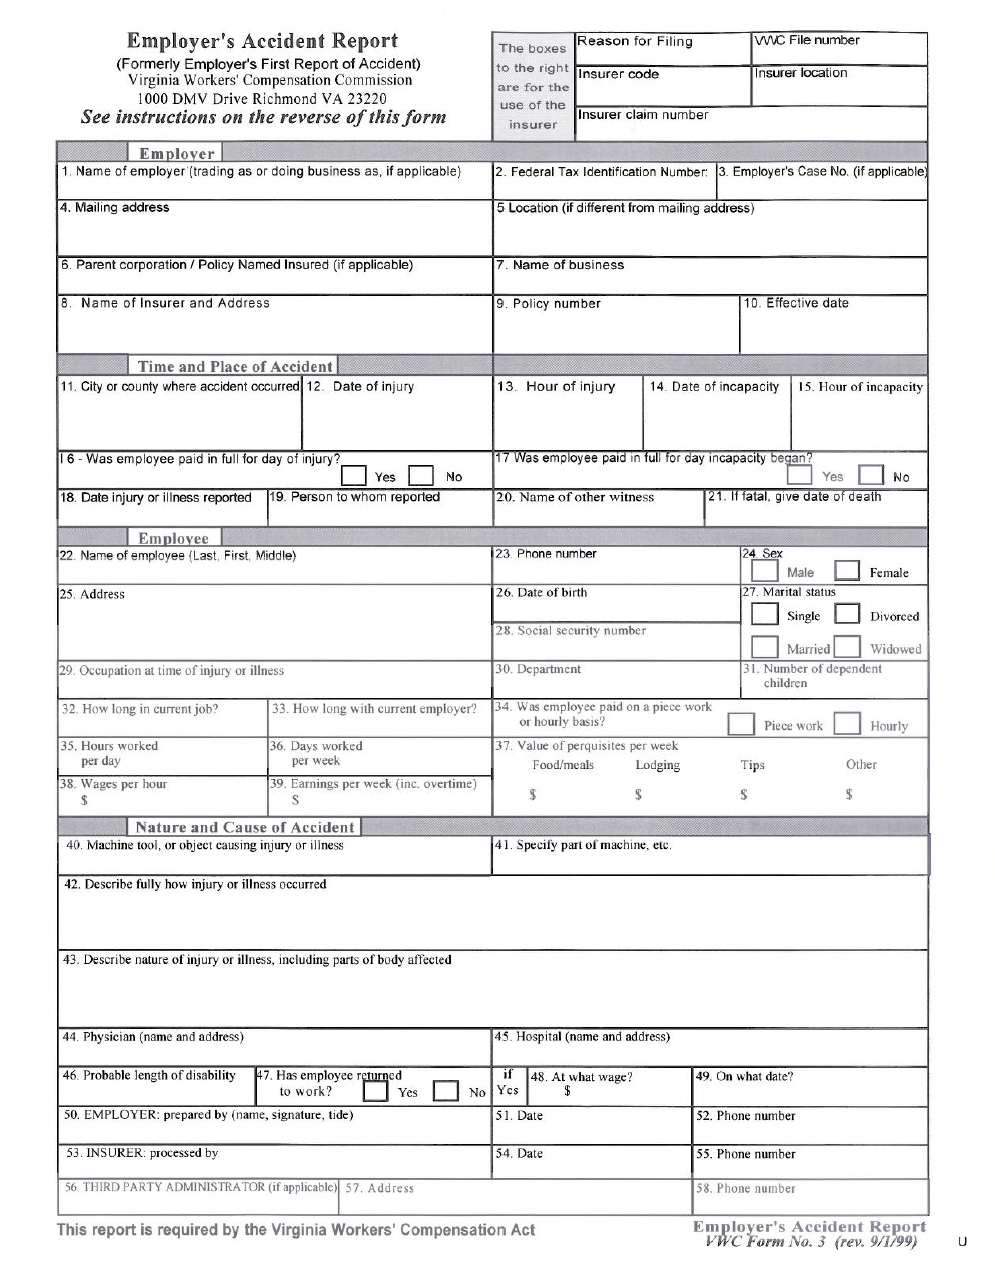 Employer's Accident Report
(Formerly Employer's First Report of Accident)
Virginia Workers' Compensation Commission
1000 DMV Drive Richmond VA 23220
See instructions on the reverse of this form
The boxes
to the right
are for the
use of the
insurer
Reason for Filing
VWC File number
Insurer code
Insurer location
Insurer claim number
Employer
1. Name of employer (trading as or doing business as, if applicable)
2. Federal Tax Identification Number:
3. Employer's Case No. (if applicable)
4. Mailing address
5 Location (if different from mailing address)
6. Parent corporation / Policy Named Insured (if applicable)
7. Name of business
8. Name of Insurer and Address
9. Policy number
10. Effective date
Time and Place of Accident
11. City or county where accident occurred
12. Date of injury
13. Hour of injury
14. Date of incapacity
15. Hour of incapacity
16 - Was employee paid in full for day of injury?
Yes No
17 Was employee paid in full for day incapacity began?
Yes No
18. Date injury or illness reported
19. Person to whom reported
20. Name of other witness
21. If fatal, give date of death
Employee
22. Name of employee (Last, First, Middle)
23. Phone number
24. Sex
Male Female
25. Address
26. Date of birth
27. Marital status
Single Divorced
28. Social security number
Married Widowed
29. Occupation at time of injury or illness
30. Department
31. Number of dependent
children
32. How long in current job?
33. How long with current employer?
34. Was employee paid on a piece work
or hourly basis?
Piece work Hourly
35. Hours worked
per day
36. Days worked
per week
37. Value of perquisites per week
Food/meals Lodging Tips Other
$ $ $ $
38. Wages per hour
$
39. Earnings per week (inc. overtime)
$
Nature and Cause of Accident
40. Machine tool, or object causing injury or illness
41. Specify part of machine, etc.
42. Describe fully how injury or illness occurred
43. Describe nature of injury or illness, including parts of body affected
44. Physician (name and address)
45. Hospital (name and address)
46. Probable length of disability
47. Has employee returned
to work? Yes No
if
Yes
48. At what wage?
$
49. On what date?
50. EMPLOYER: prepared by (name, signature, tide)
51. Date
52. Phone number
53. INSURER: processed by
54. Date
55. Phone number
56. THIRD PARTY ADMINISTRATOR (if applicable)
57. Address
58. Phone number
This report is required by the Virginia Workers' Compensation Act
Employer's Accident Report
VWC Form No. 3 (rev. 9/1/99)
U